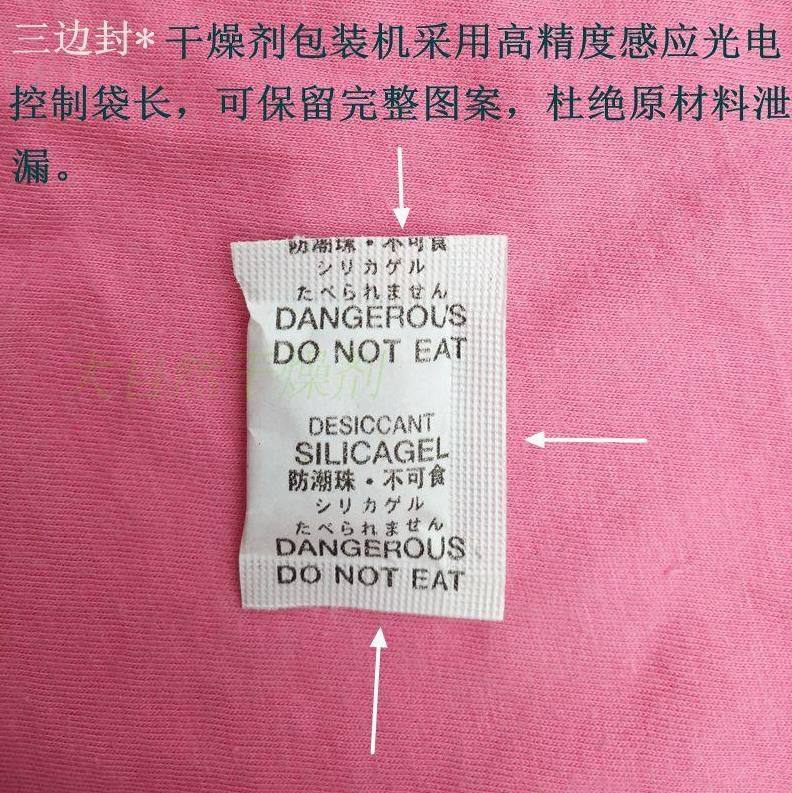 三边封* 干燥剂包装机采用高精度感应光电
控制袋长，可保留完整图案，杜绝原材料泄
漏。
防潮珠·不可食
シリカゲル
たべられません
DANGEROUS
DO NOT EAT
干燥剂
DESICCANT
SILICAGEL
防潮珠·不可食
シリカゲル
たべられません
DANGEROUS
DO NOT EAT